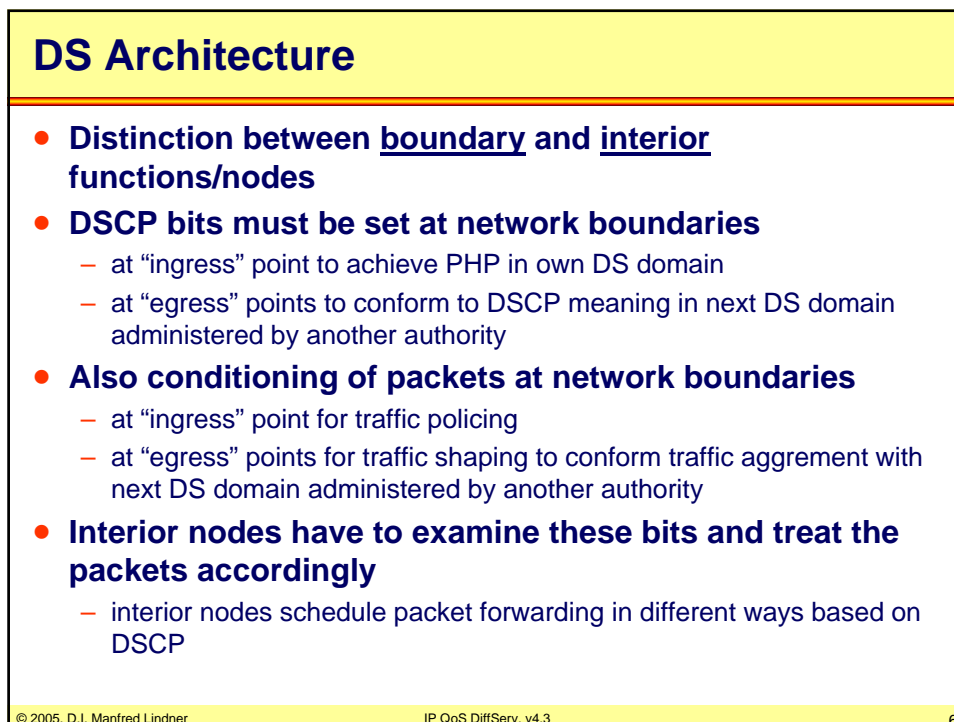 DS Architecture
• Distinction between boundary and interior
functions/nodes
• DSCP bits must be set at network boundaries
– at “ingress” point to achieve PHP in own DS domain
– at “egress” points to conform to DSCP meaning in next DS domain
administered by another authority
• Also conditioning of packets at network boundaries
– at “ingress” point for traffic policing
– at “egress” points for traffic shaping to conform traffic aggrement with
next DS domain administered by another authority
• Interior nodes have to examine these bits and treat the
packets accordingly
– interior nodes schedule packet forwarding in different ways based on
DSCP
© 2005, D.I. Manfred Lindner IP QoS DiffServ, v4.3 6